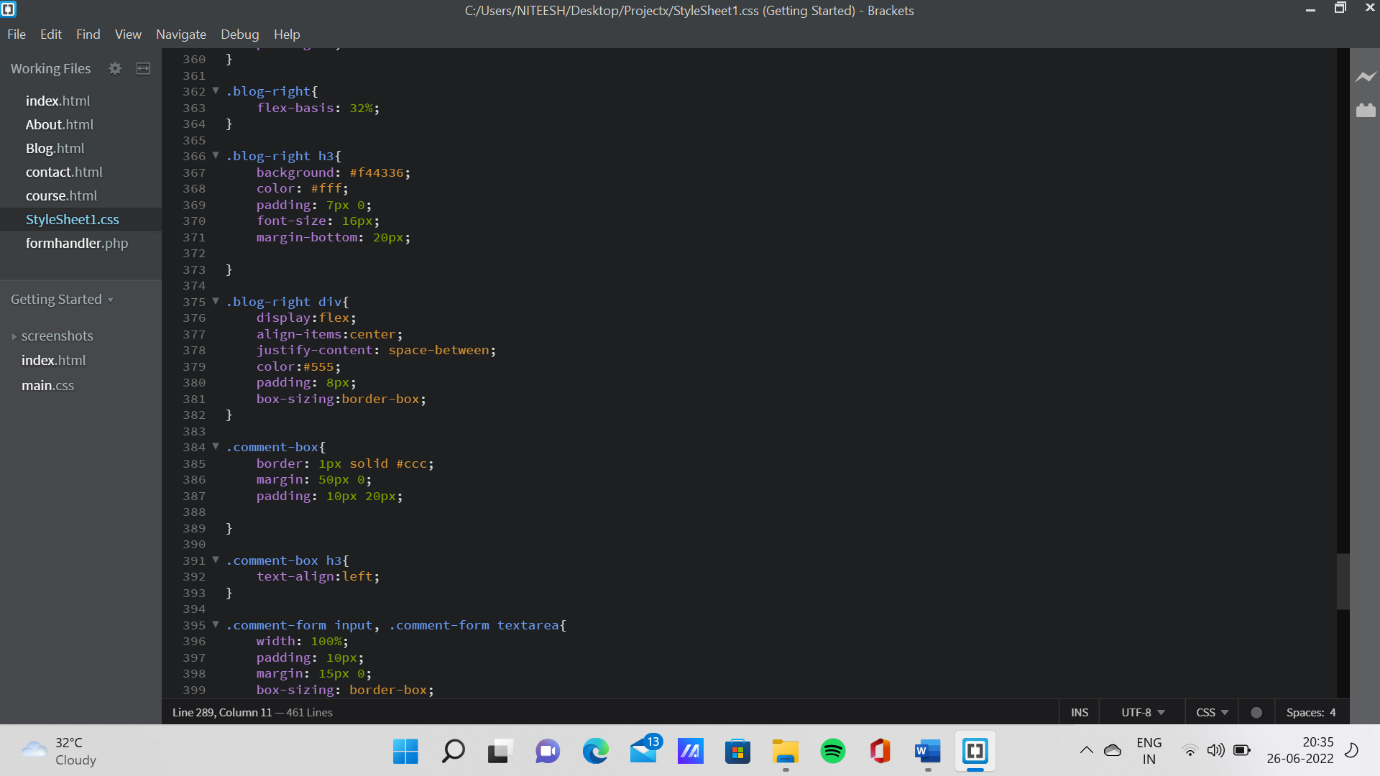 C:/Users/NITEESH/Desktop/Projectx/StyleSheet1.css (Getting Started) - Brackets
File Edit Find View Navigate Debug Help
Working Files
index.html
About.html
Blog.html
contact.html
course.html
StyleSheet1.css
formhandler.php
Getting Started
screenshots
index.html
main.css
360 }
361
362 .blog-right{
363 flex-basis: 32%;
364 }
365
366 .blog-right h3{
367 background: #f44336;
368 color: #fff;
369 padding: 7px 0;
370 font-size: 16px;
371 margin-bottom: 20px;
372
373 }
374
375 .blog-right div{
376 display:flex;
377 align-items:center;
378 justify-content: space-between;
379 color:#555;
380 padding: 8px;
381 box-sizing:border-box;
382 }
383
384 .comment-box{
385 border: 1px solid #ccc;
386 margin: 50px 0;
387 padding: 10px 20px;
388
389 }
390
391 .comment-box h3{
392 text-align:left;
393 }
394
395 .comment-form input, .comment-form textarea{
396 width: 100%;
397 padding: 10px;
398 margin: 15px 0;
399 box-sizing: border-box;
Line 289, Column 11 — 461 Lines
INS UTF-8 CSS Spaces: 4
32°C
Cloudy
13
W
ENG
IN
20:35
26-06-2022